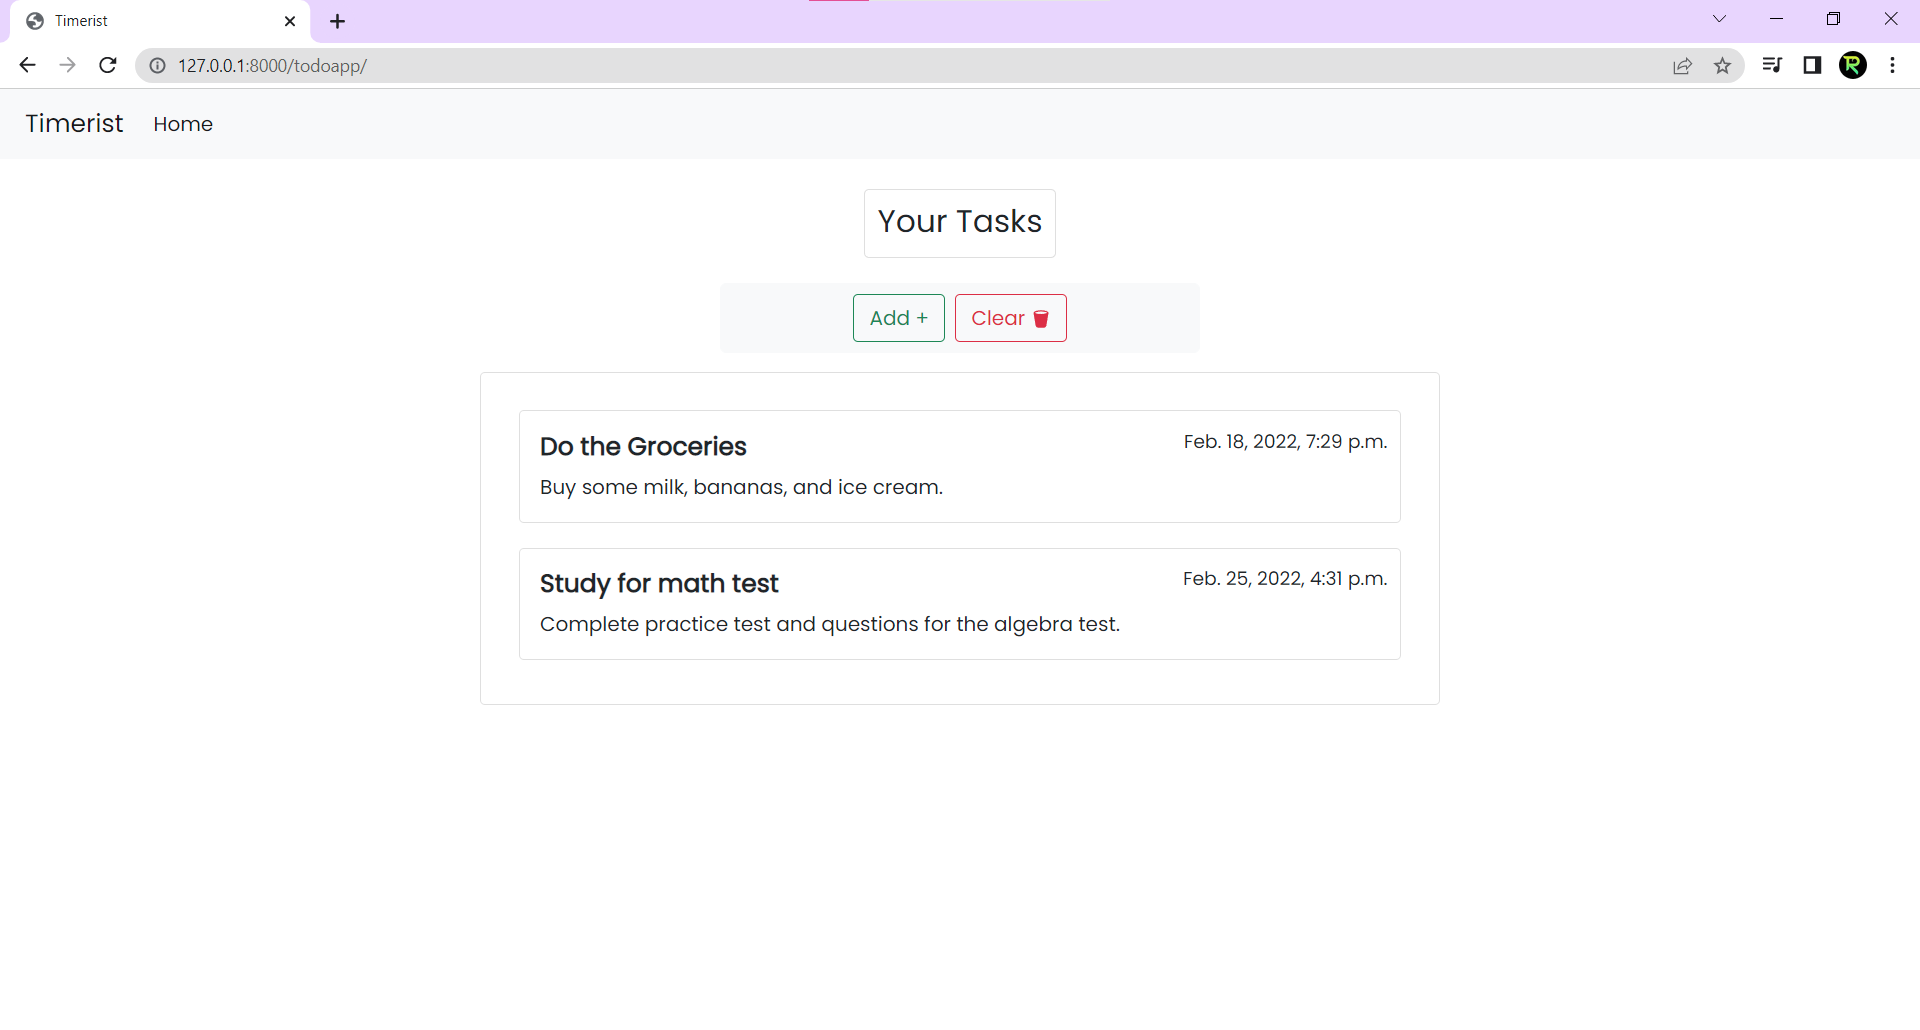 Timerist
127.0.0.1:8000/todoapp/
Timerist Home
Your Tasks
Add + Clear
Do the Groceries Feb. 18, 2022, 7:29 p.m.
Buy some milk, bananas, and ice cream.
Study for math test Feb. 25, 2022, 4:31 p.m.
Complete practice test and questions for the algebra test.